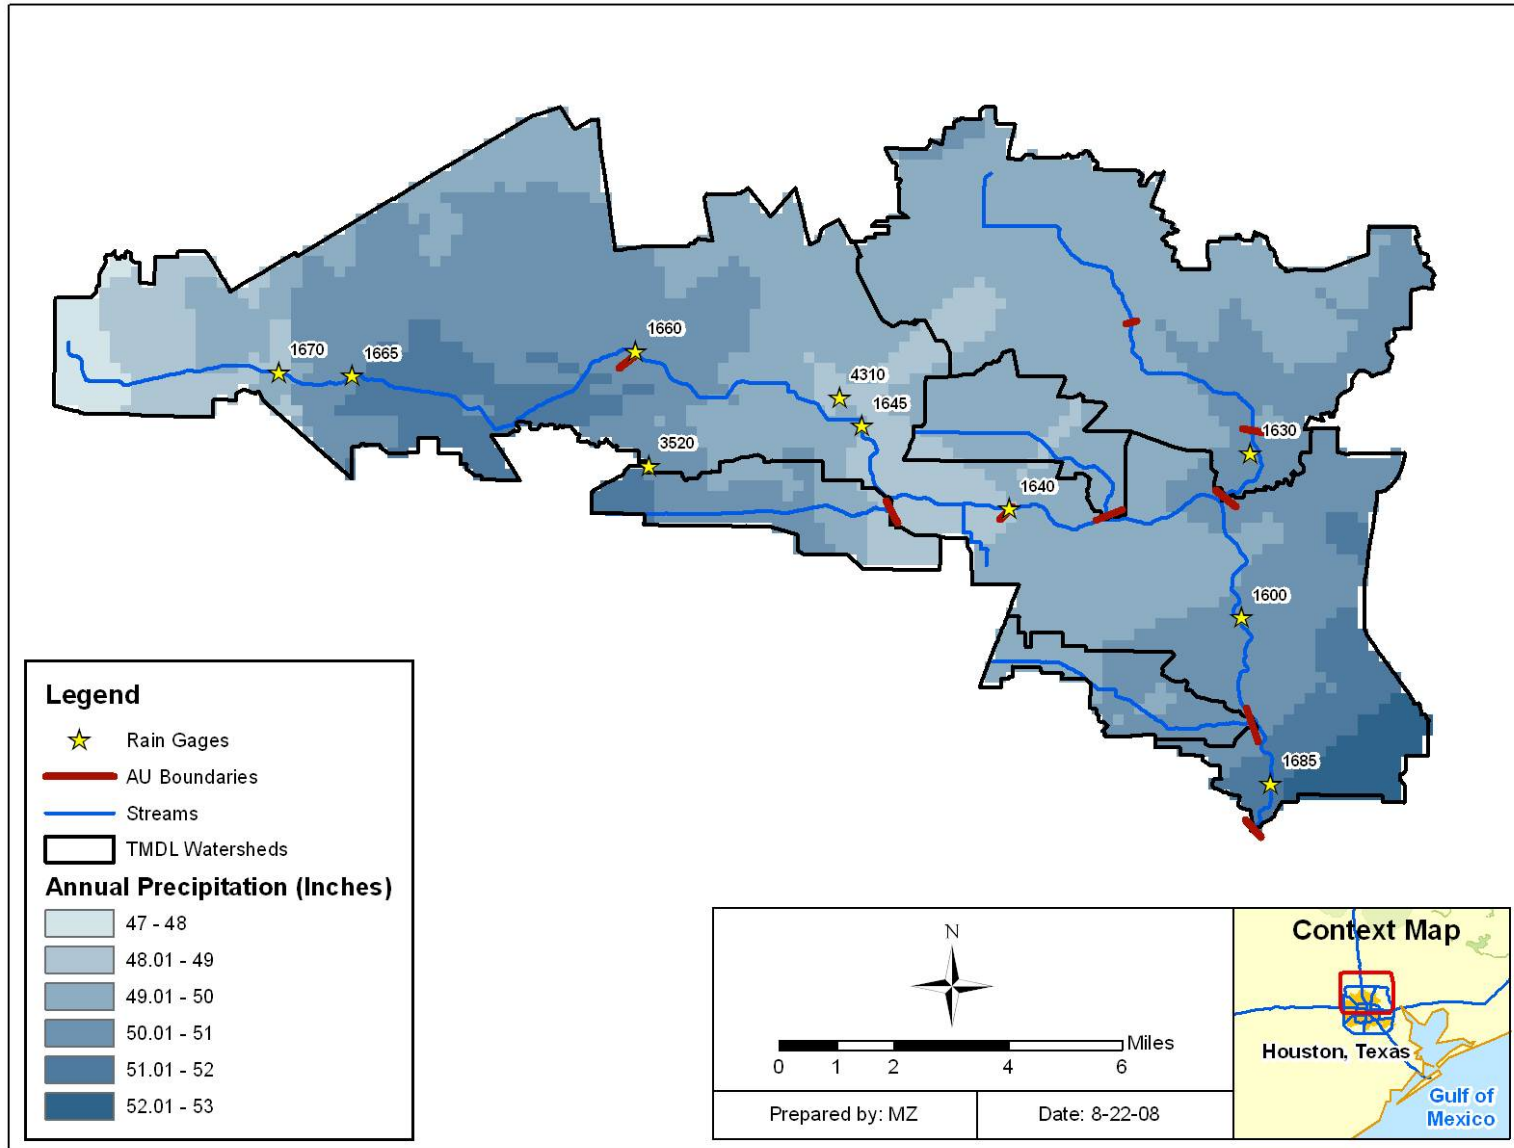 1660
1670
1665
4310
1645
1630
3520
1640
1600
1685
Legend
Rain Gages
AU Boundaries
Streams
TMDL Watersheds
Annual Precipitation (Inches)
47 - 48
48.01 - 49
49.01 - 50
50.01 - 51
51.01 - 52
52.01 - 53
N
Miles
0 1 2 4 6
Prepared by: MZ
Date: 8-22-08
Context Map
Houston, Texas
Gulf of
Mexico